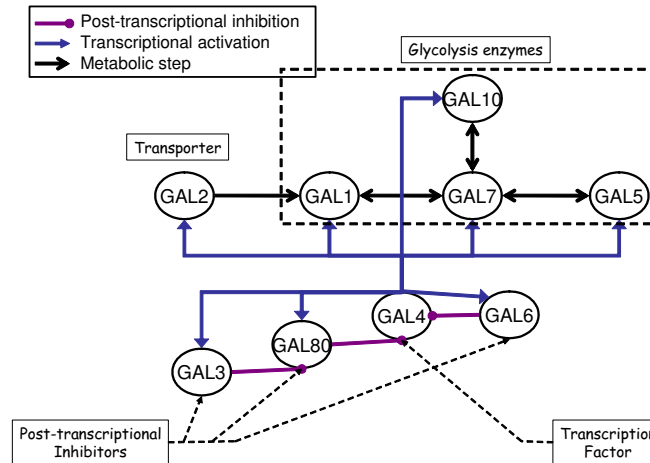 Post-transcriptional inhibition
Transcriptional activation
Metabolic step
Glycolysis enzymes
GAL10
Transporter
GAL2
GAL1
GAL7
GAL5
GAL4
GAL6
GAL80
GAL3
Post-transcriptional
Inhibitors
Transcription
Factor